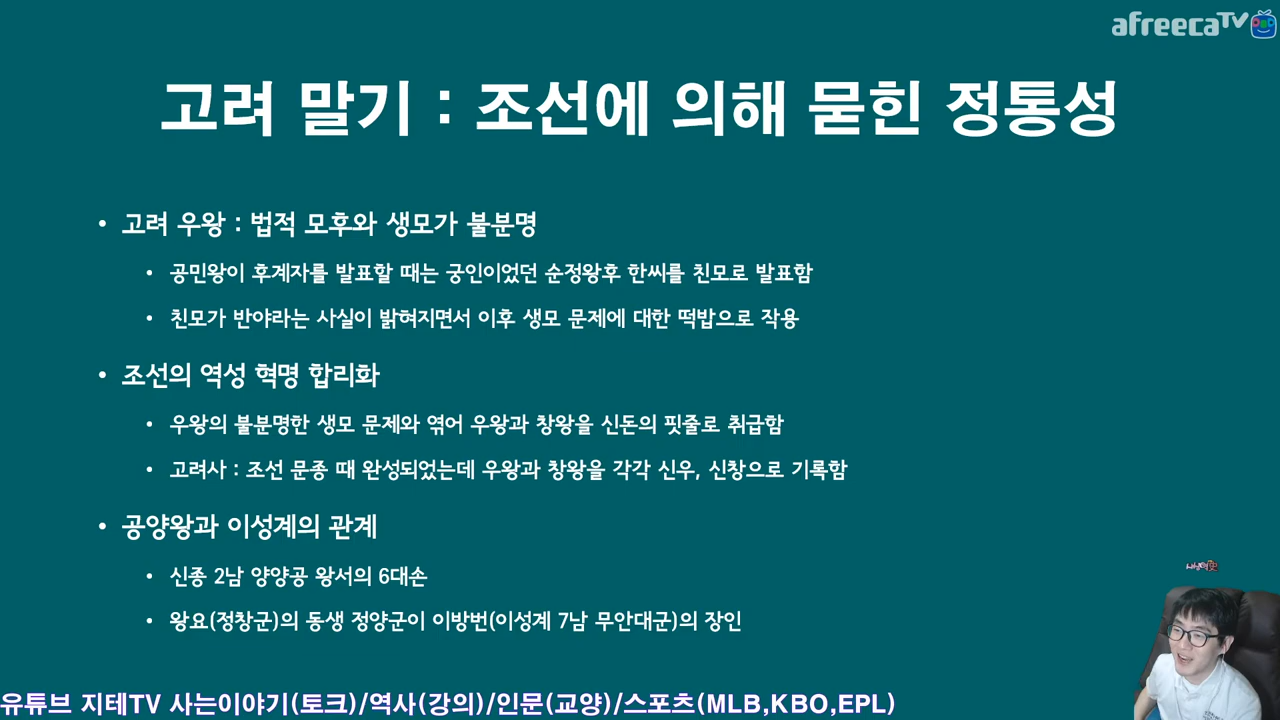 afreecaTV
고려 말기 : 조선에 의해 묻힌 정통성
• 고려 우왕 : 법적 모후와 생모가 불분명
• 공민왕이 후계자를 발표할 때는 궁인이었던 순정왕후 한씨를 친모로 발표함
• 친모가 반야라는 사실이 밝혀지면서 이후 생모 문제에 대한 떡밥으로 작용
• 조선의 역성 혁명 합리화
• 우왕의 불분명한 생모 문제와 엮어 우왕과 창왕을 신돈의 핏줄로 취급함
• 고려사 : 조선 문종 때 완성되었는데 우왕과 창왕을 각각 신우, 신창으로 기록함
• 공양왕과 이성계의 관계
• 신종 2남 양양공 왕서의 6대손
• 왕요(정창군)의 동생 정양군이 이방번(이성계 7남 무안대군)의 장인
유튜브 지테TV 사는이야기(토크)/역사(강의)/인문(교양)/스포츠(MLB,KBO,EPL)